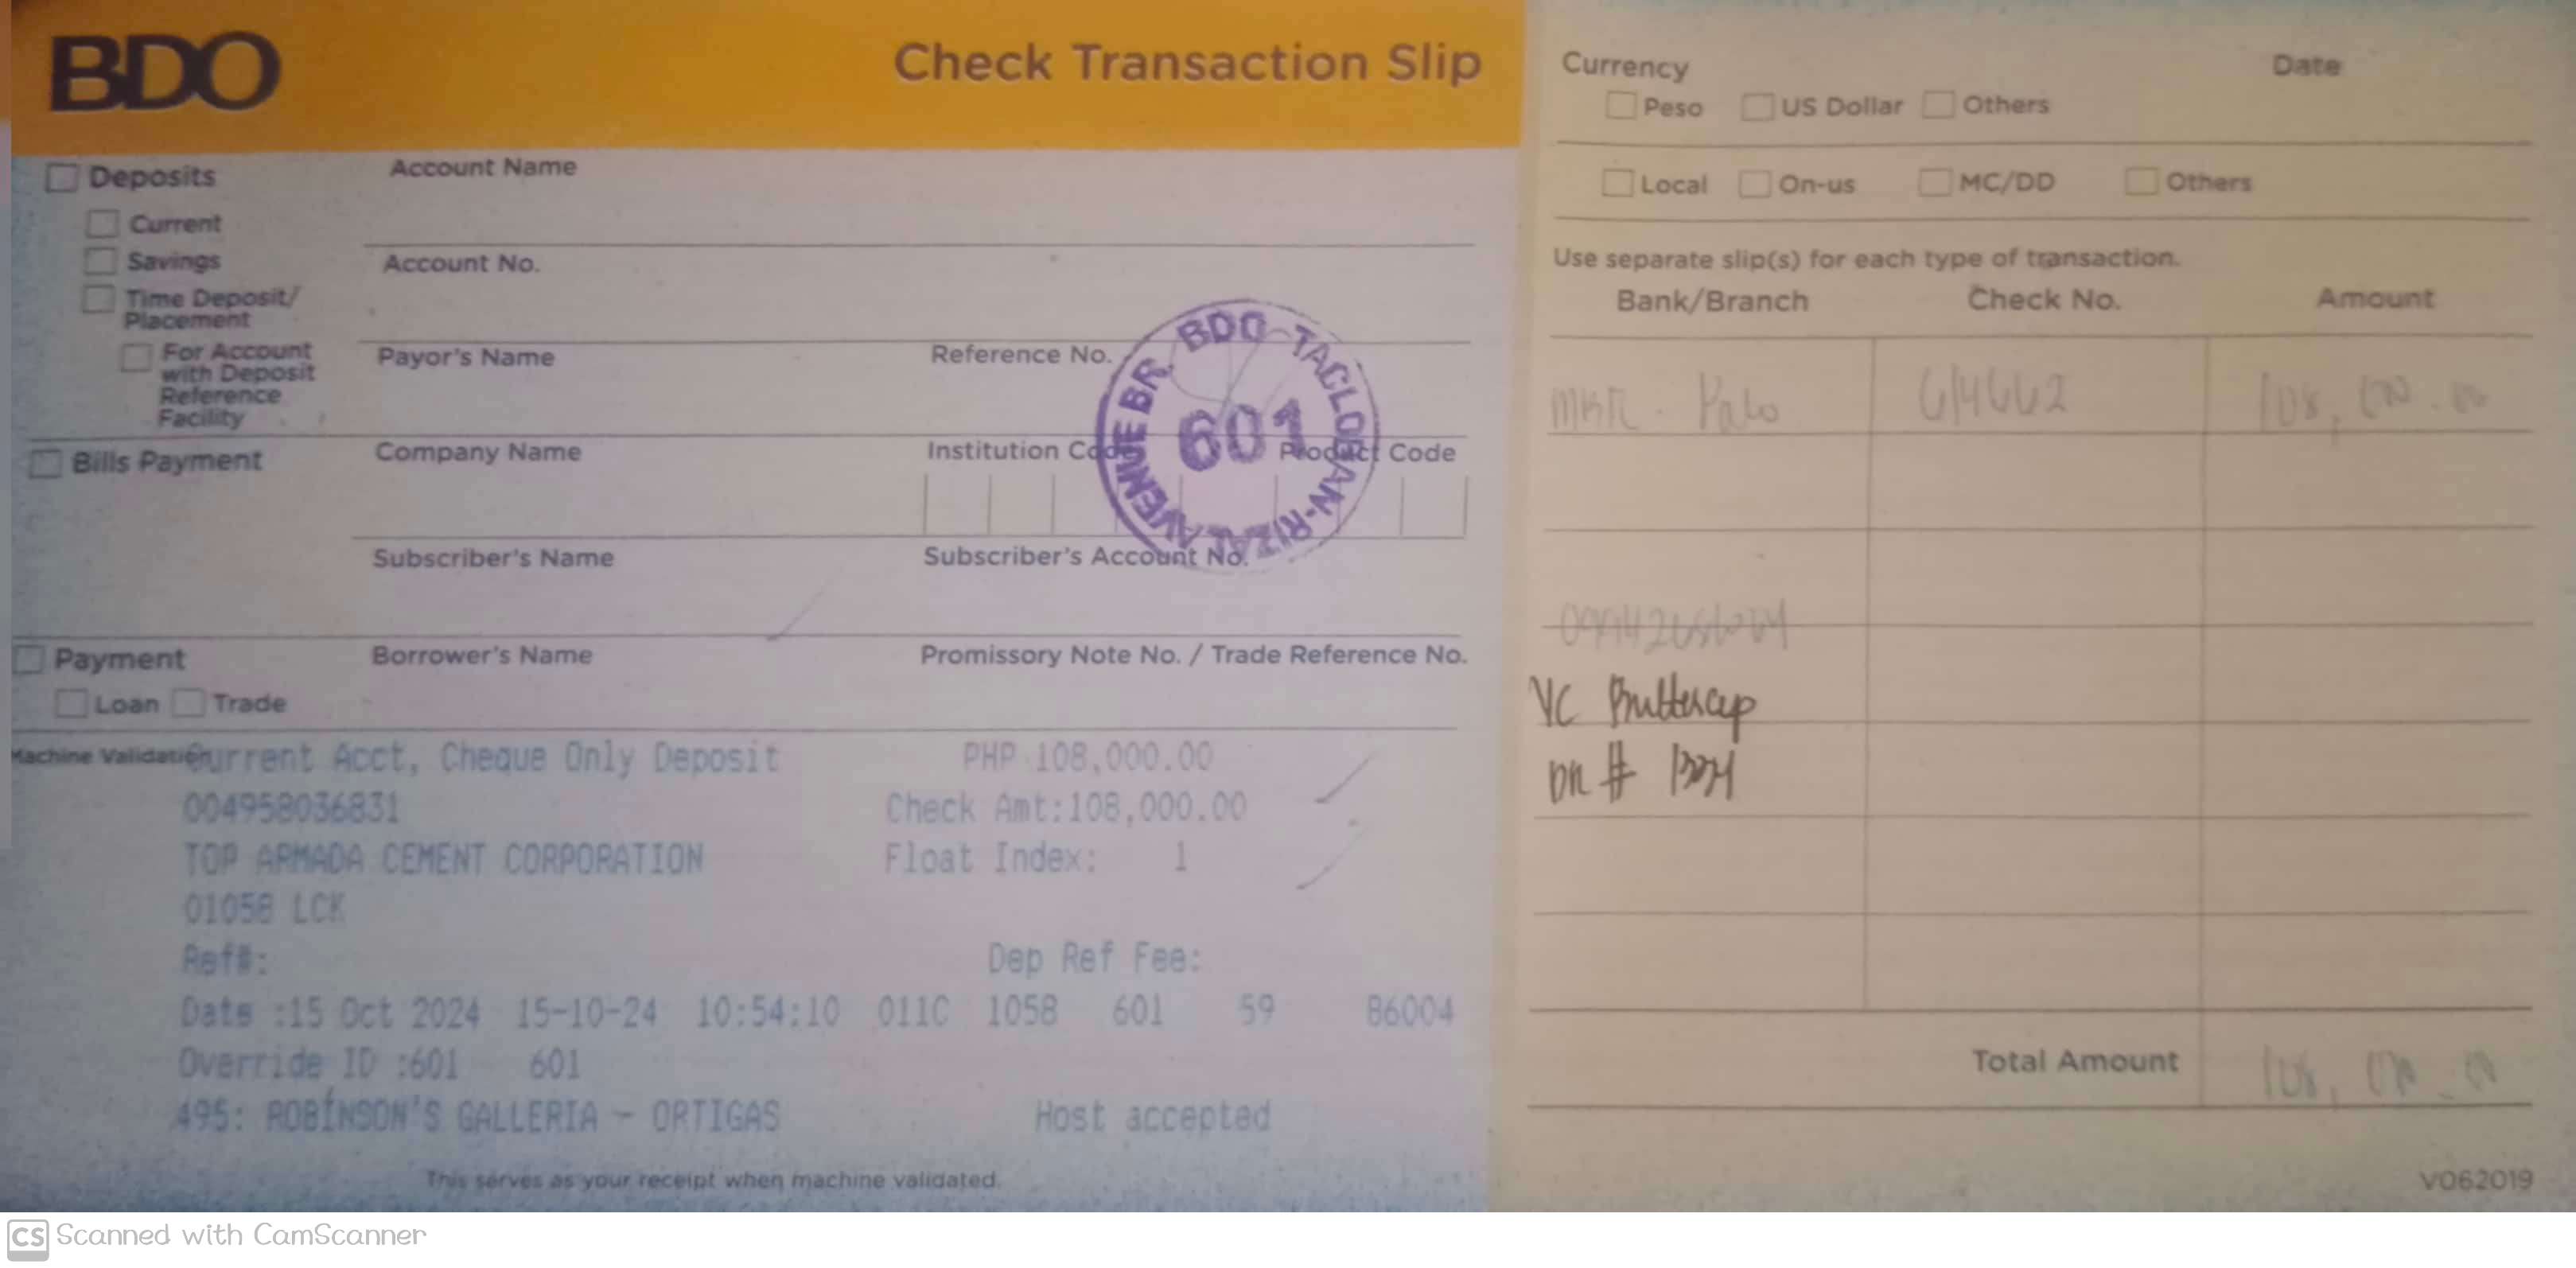 BDO
Check Transaction Slip
Deposits
Current
Savings
Time Deposit/
Placement
For Account
with Deposit
Reference
Facility
Account Name
Account No.
Payor's Name
Reference No.
Bills Payment
Company Name
Institution Code
Product Code
BDO TACLOBAN-RIZAL AVENUE BR.
601
Subscriber's Name
Subscriber's Account No.
Payment
Loan
Trade
Borrower's Name
Promissory Note No. / Trade Reference No.
Machine Validation
Current Acct, Cheque Only Deposit PHP 108,000.00
004958036831 Check Amt:108,000.00
TOP ARMADA CEMENT CORPORATION Float Index: 1
01058 LCK
Ref#: Dep Ref Fee:
Date :15 Oct 2024 15-10-24 10:54:10 011C 1058 601 59 86004
Override ID :601 601
495: ROBINSON'S GALLERIA - ORTIGAS Host accepted
This serves as your receipt when machine validated.
Currency
Date
Peso US Dollar Others
Local On-us MC/DD Others
Use separate slip(s) for each type of transaction.
Bank/Branch Check No. Amount
Palo
VC Buttercup
DR #
Total Amount
V062019
CS Scanned with CamScanner